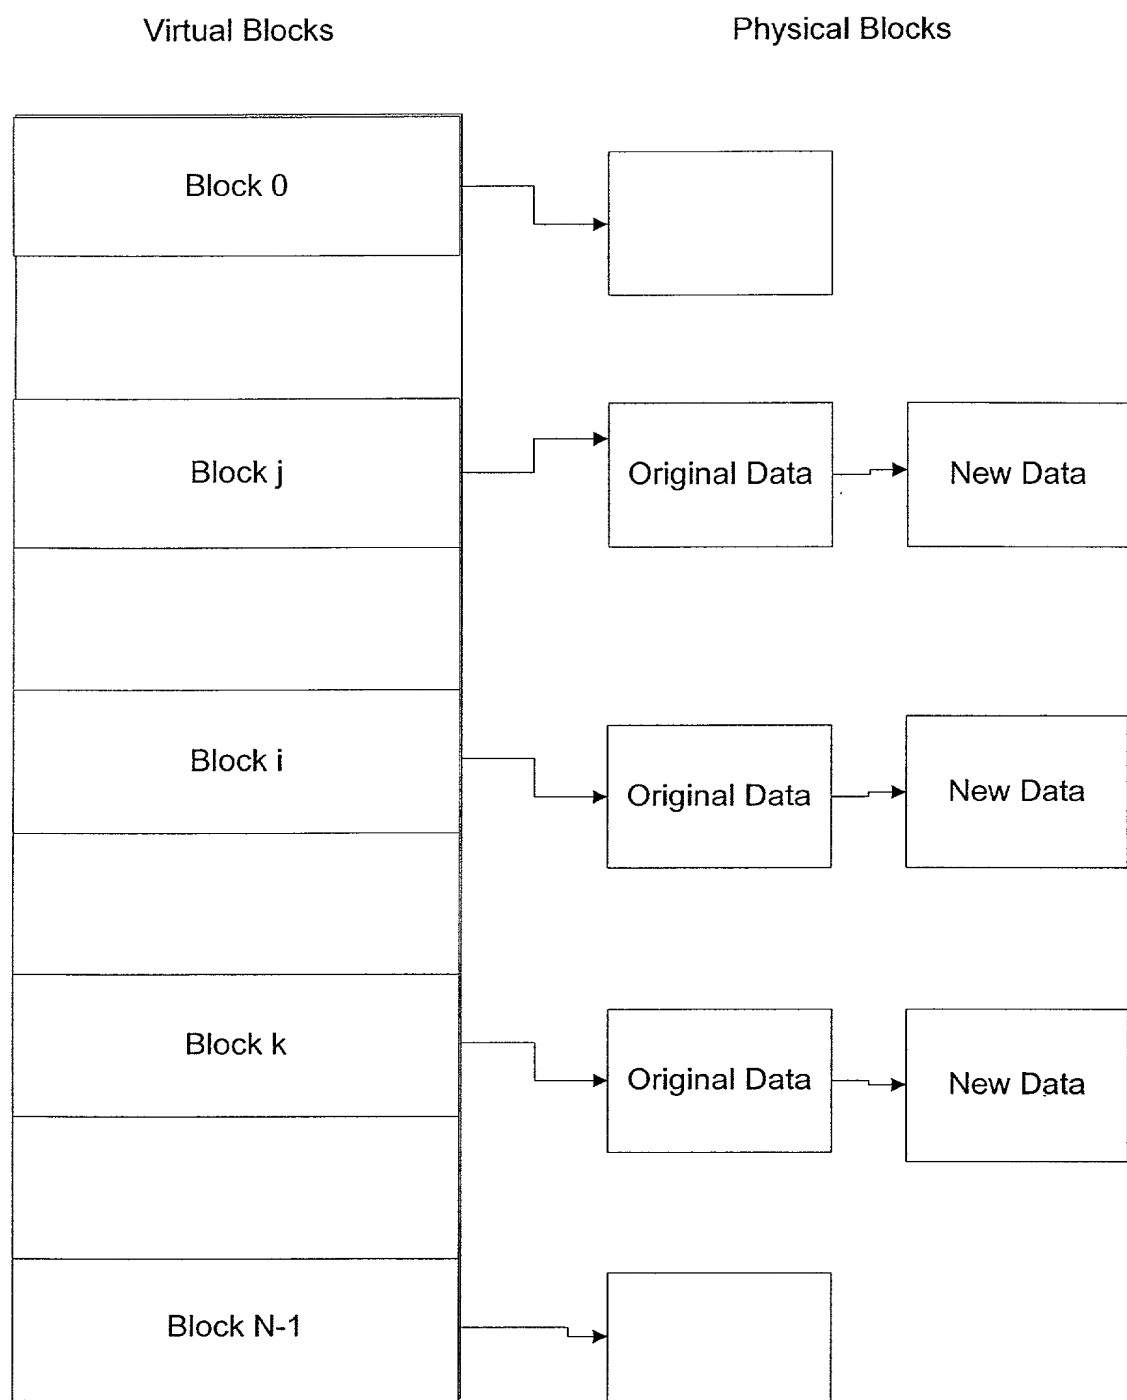 Virtual Blocks
Physical Blocks
Block 0
Block j
Original Data
New Data
Block i
Original Data
New Data
Block k
Original Data
New Data
Block N-1